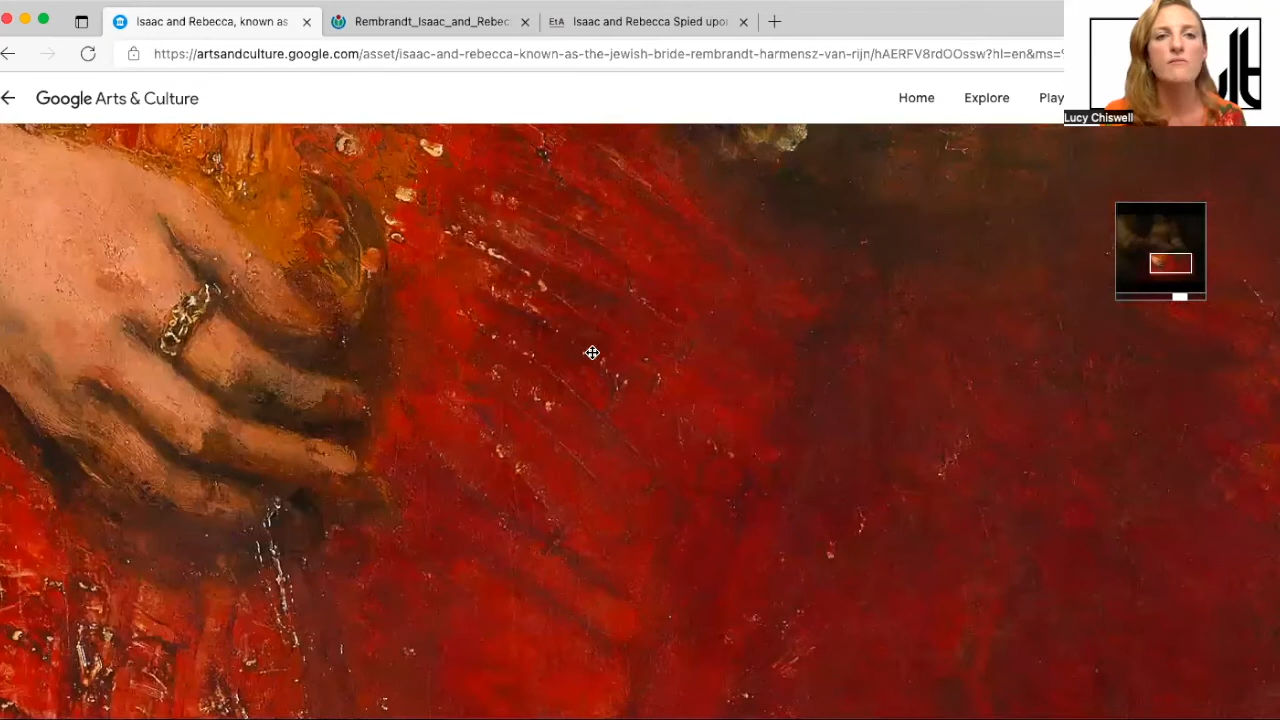 Isaac and Rebecca, known as
Rembrandt_Isaac_and_Rebec
EtA Isaac and Rebecca Spied upo
https://artsandculture.google.com/asset/isaac-and-rebecca-known-as-the-jewish-bride-rembrandt-harmensz-van-rijn/hAERFV8rdOOssw?hl=en&ms=
Google Arts & Culture
Home Explore Play
Lucy Chiswell